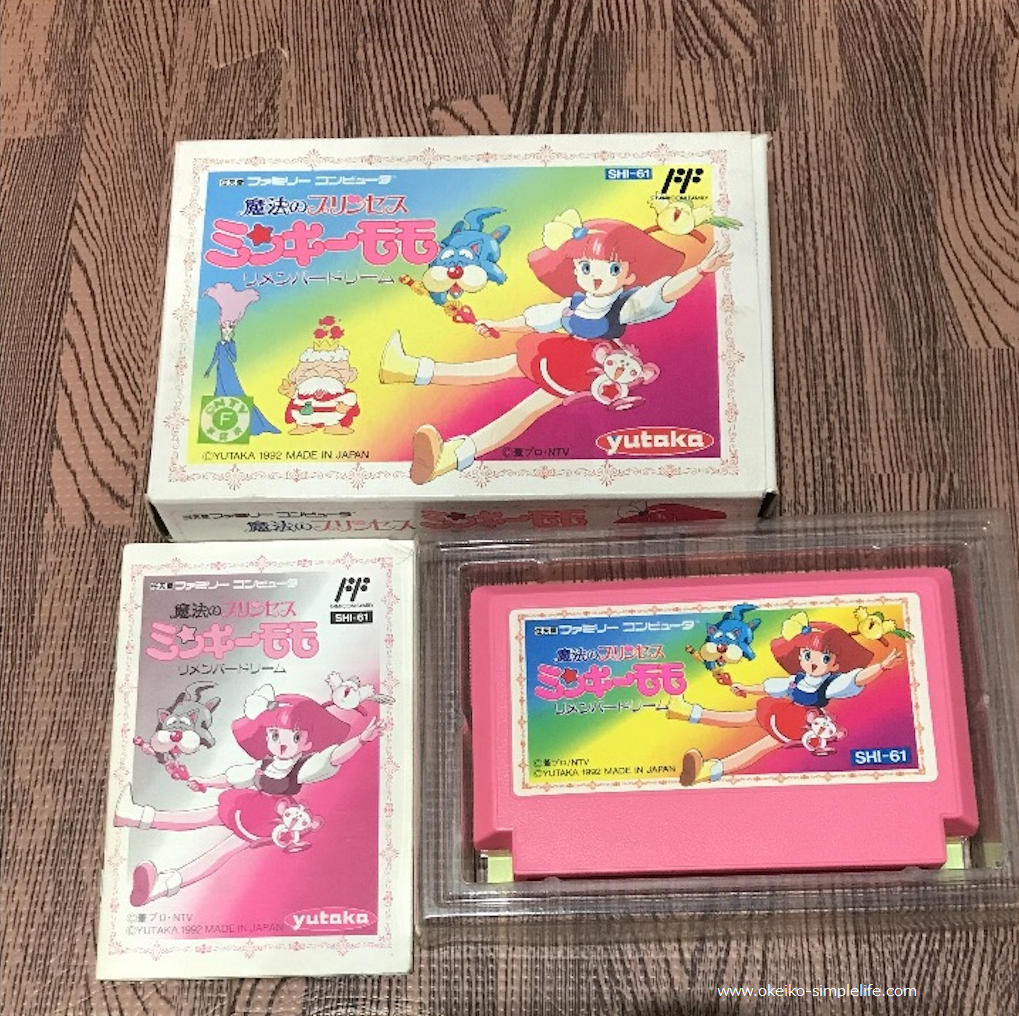 任天堂 ファミリー コンピュータ
SHI-61
FAMICOM FAMILY
魔法のプリンセス
ミンキーモモ
リメンバードリーム
NTV
F
©YUTAKA 1992 MADE IN JAPAN
©葦プロ・NTV
yutaka
任天堂 ファミリー コンピュータ
魔法のプリンセス ミンキーモモ
任天堂 ファミリー コンピュータ
FAMICOM FAMILY
SHI-61
魔法のプリンセス
ミンキーモモ
リメンバードリーム
©葦プロ・NTV
©YUTAKA 1992 MADE IN JAPAN
yutaka
任天堂 ファミリー コンピュータ
魔法のプリンセス
ミンキーモモ
リメンバードリーム
SHI-61
©葦プロ/NTV
©YUTAKA 1992 MADE IN JAPAN
www.okeiko-simplelife.com